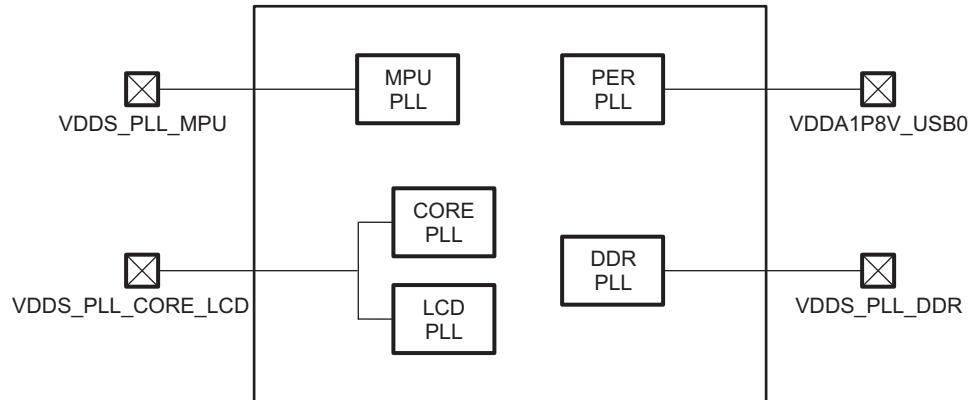 MPU
PLL
PER
PLL
VDDS_PLL_MPU
VDDA1P8V_USB0
CORE
PLL
DDR
PLL
LCD
PLL
VDDS_PLL_CORE_LCD
VDDS_PLL_DDR